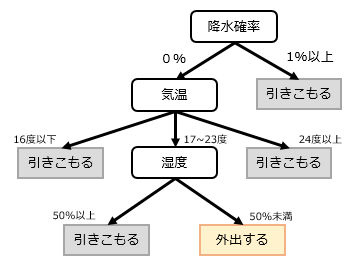 降水確率
０％
1%以上
気温
引きこもる
16度以下
17~23度
24度以上
引きこもる
湿度
引きこもる
50%以上
50%未満
引きこもる
外出する